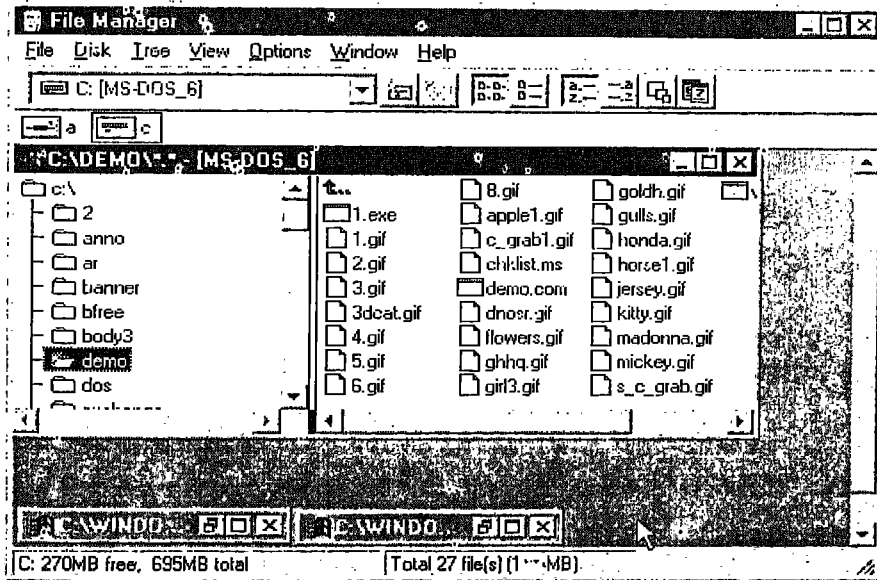 File Manager
File Disk Tree View Options Window Help
C: [MS-DOS_6]
a c
C:\DEMO\*.* - [MS-DOS_6]
c:\
2
anno
ar
banner
bfree
body3
demo
dos
1.exe
1.gif
2.gif
3.gif
3dcat.gif
4.gif
5.gif
6.gif
8.gif
apple1.gif
c_grab1.gif
chklist.ms
demo.com
dnosr.gif
flowers.gif
ghhq.gif
girl3.gif
goldh.gif
gulls.gif
honda.gif
horse1.gif
jersey.gif
kitty.gif
madonna.gif
mickey.gif
s_c_grab.gif
C:\WINDO... C:\WINDO...
C: 270MB free, 695MB total Total 27 file(s)